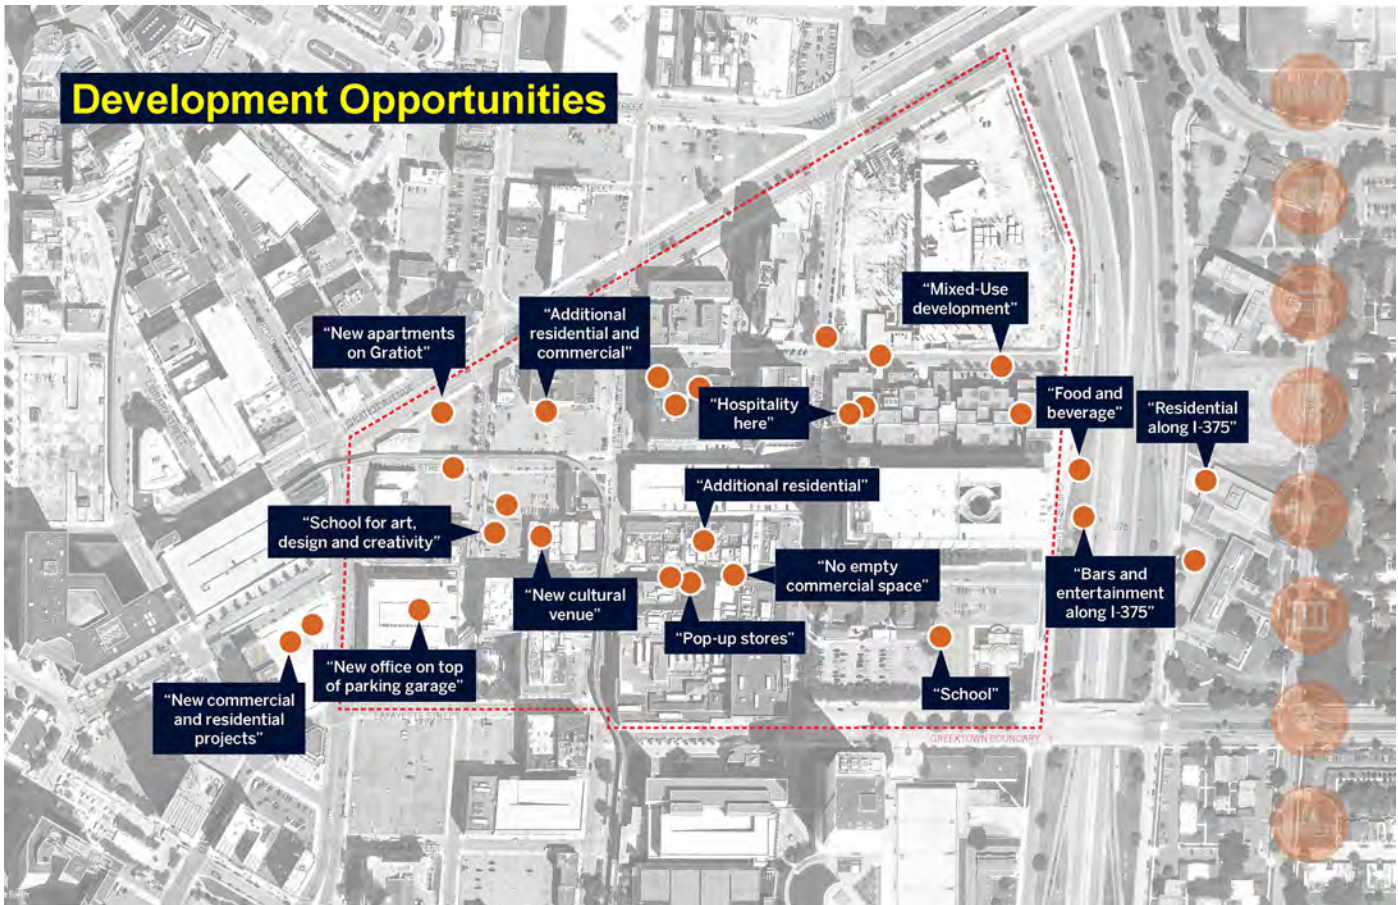 Development Opportunities
"Mixed-Use
development"
"New apartments
on Gratiot"
"Additional
residential and
commercial"
"Hospitality
here"
"Food and
beverage"
"Residential
along I-375"
"Additional residential"
"School for art,
design and creativity"
"New cultural
venue"
"No empty
commercial space"
"Bars and
entertainment
along I-375"
"Pop-up stores"
"New office on top
of parking garage"
"School"
"New commercial
and residential
projects"
LAFAYETTE STREET
GREEKTOWN BOUNDARY
I-375